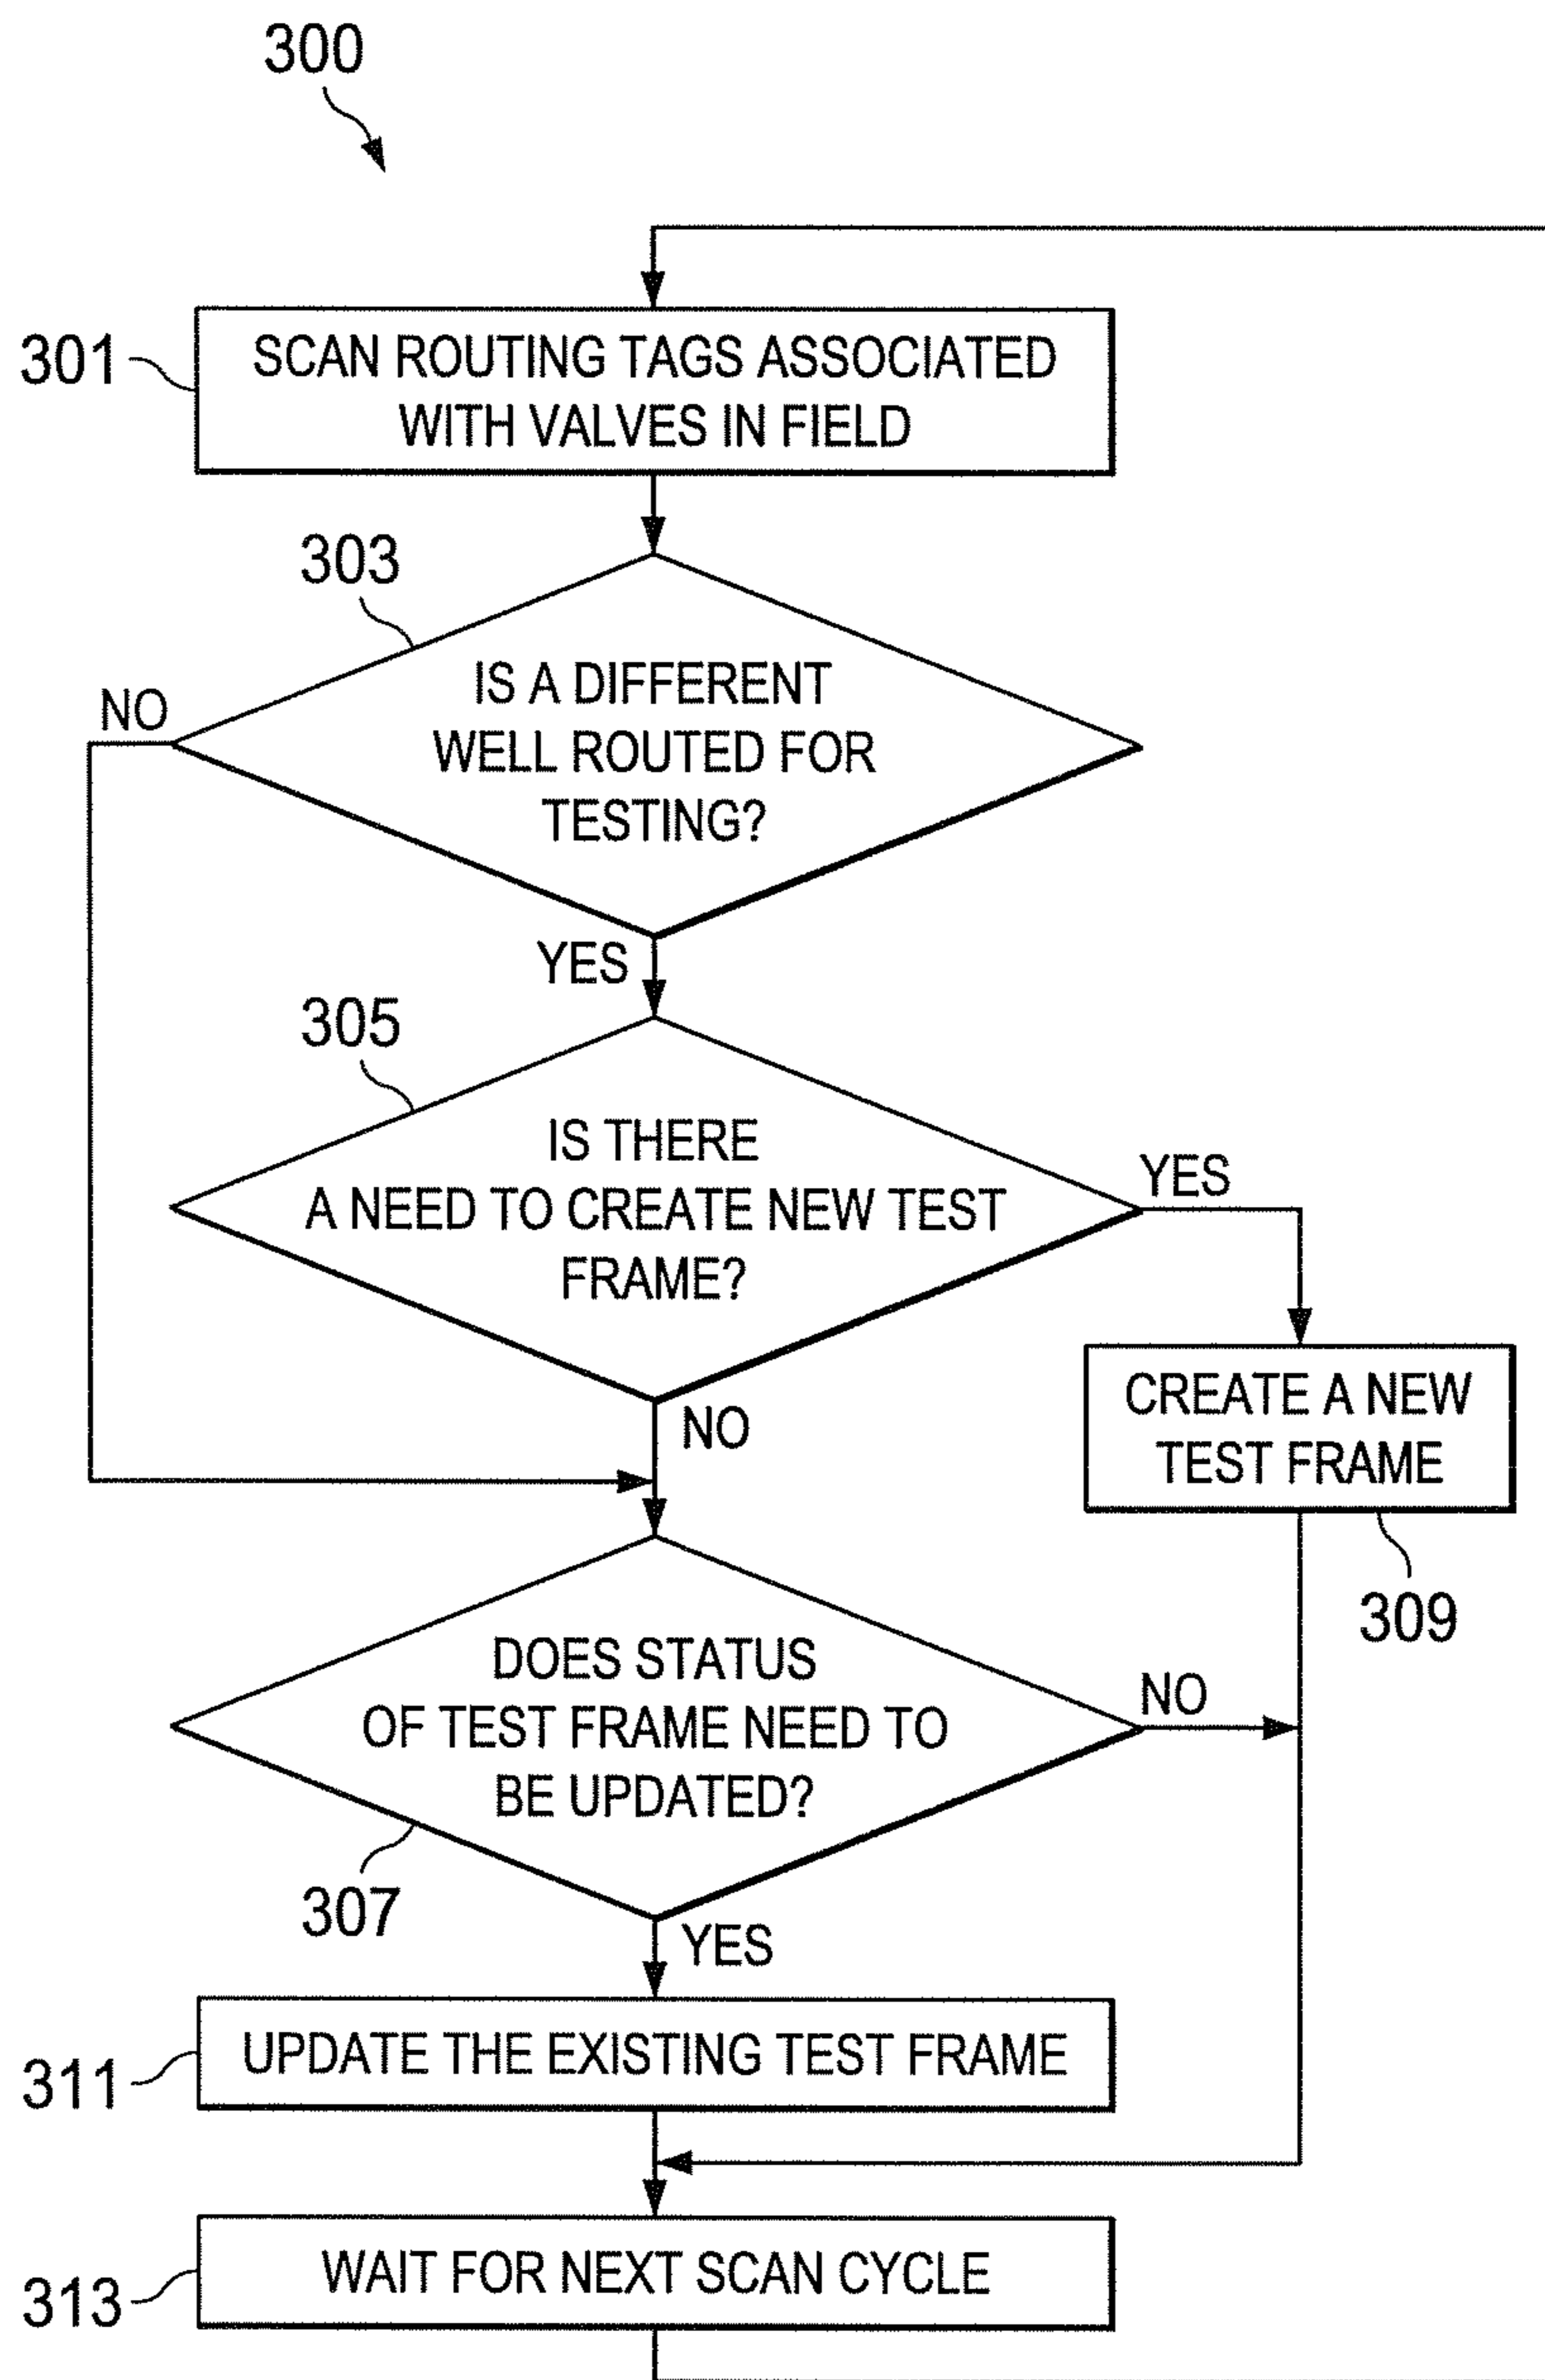 300
301
SCAN ROUTING TAGS ASSOCIATED
WITH VALVES IN FIELD
303
NO
IS A DIFFERENT
WELL ROUTED FOR
TESTING?
YES
305
IS THERE
A NEED TO CREATE NEW TEST
FRAME?
YES
NO
CREATE A NEW
TEST FRAME
309
DOES STATUS
OF TEST FRAME NEED TO
BE UPDATED?
NO
307
YES
311
UPDATE THE EXISTING TEST FRAME
313
WAIT FOR NEXT SCAN CYCLE